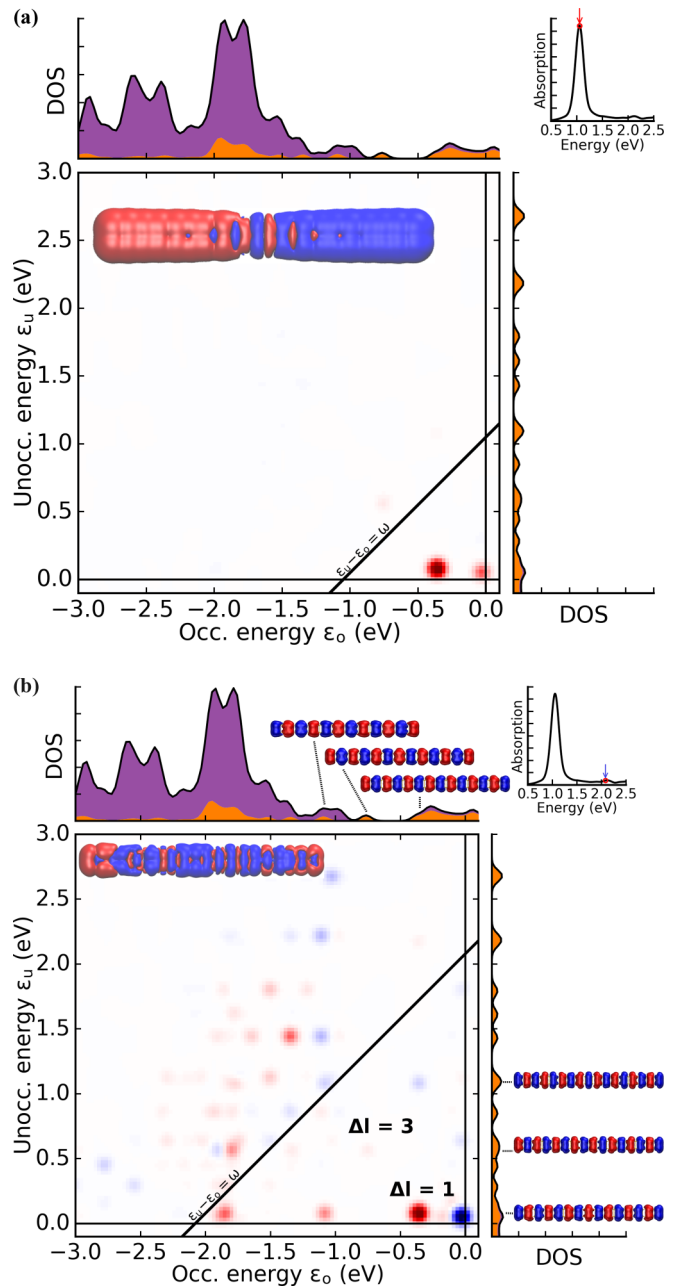 (a)
DOS
Absorption
0.5 1.0 1.5 2.0 2.5
Energy (eV)
3.0
2.5
2.0
1.5
1.0
0.5
0.0
Unocc. energy εu (eV)
εu−εo=ω
−3.0 −2.5 −2.0 −1.5 −1.0 −0.5 0.0
Occ. energy εo (eV)
DOS
(b)
DOS
Absorption
0.5 1.0 1.5 2.0 2.5
Energy (eV)
3.0
2.5
2.0
1.5
1.0
0.5
0.0
Unocc. energy εu (eV)
Δl = 3
Δl = 1
εu−εo=ω
−3.0 −2.5 −2.0 −1.5 −1.0 −0.5 0.0
Occ. energy εo (eV)
DOS